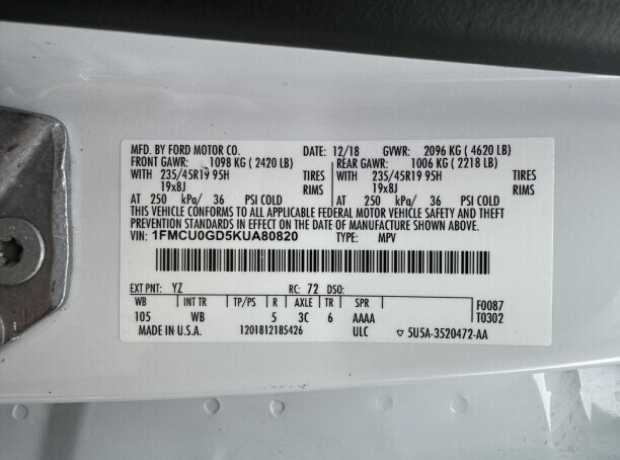 MFD. BY FORD MOTOR CO. DATE: 12/18 GVWR: 2096 KG ( 4620 LB)
FRONT GAWR: 1098 KG ( 2420 LB) REAR GAWR: 1006 KG ( 2218 LB)
WITH 235/45R19 95H TIRES WITH 235/45R19 95H TIRES
19x8J RIMS 19x8J RIMS
AT 250 kPa/ 36 PSI COLD AT 250 kPa/ 36 PSI COLD
THIS VEHICLE CONFORMS TO ALL APPLICABLE FEDERAL MOTOR VEHICLE SAFETY AND THEFT
PREVENTION STANDARDS IN EFFECT ON THE DATE OF MANUFACTURE SHOWN ABOVE.
VIN: 1FMCU0GD5KUA80820 TYPE: MPV
EXT PNT: YZ RC: 72 DSO:
WB INT TR TP/PS R AXLE TR SPR F0087
105 WB 5 3C 6 AAAA T0302
MADE IN U.S.A. 1201812185426 ULC 5U5A-3520472-AA